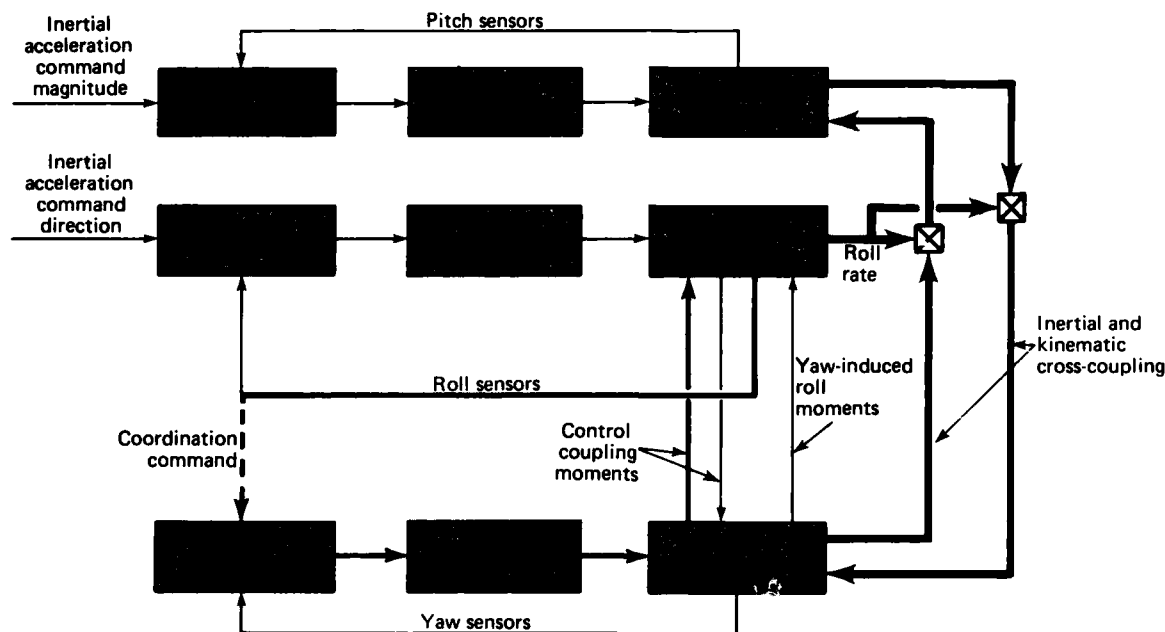 Inertial
acceleration
command
magnitude
Pitch sensors
Inertial
acceleration
command
direction
Roll
rate
Inertial and
kinematic
cross-coupling
Yaw-induced
roll
moments
Roll sensors
Coordination
command
Control
coupling
moments
Yaw sensors